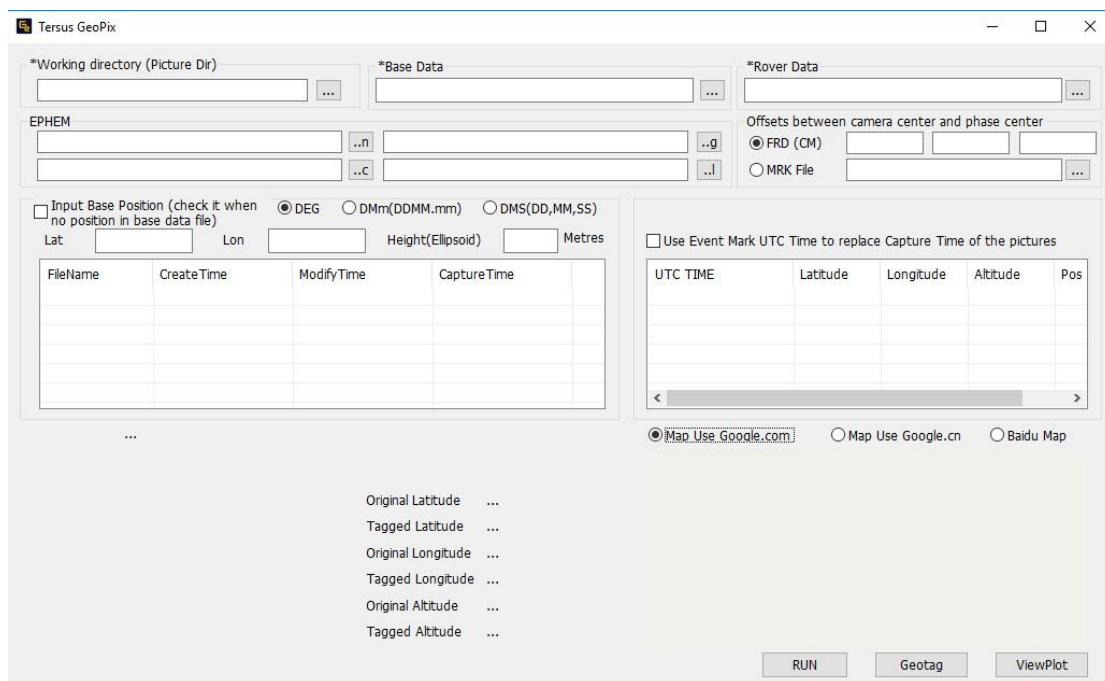 Tersus GeoPix
*Working directory (Picture Dir)
*Base Data
*Rover Data
...
...
...
EPHEM
..n
..g
..c
..l
Offsets between camera center and phase center
FRD (CM)
MRK File
...
Input Base Position (check it when
no position in base data file)
DEG
DMm(DDMM.mm)
DMS(DD,MM,SS)
Lat
Lon
Height(Ellipsoid)
Metres
FileName
CreateTime
ModifyTime
CaptureTime
Use Event Mark UTC Time to replace Capture Time of the pictures
UTC TIME
Latitude
Longitude
Altitude
Pos
...
Map Use Google.com
Map Use Google.cn
Baidu Map
Original Latitude ...
Tagged Latitude ...
Original Longitude ...
Tagged Longitude ...
Original Altitude ...
Tagged Altitude ...
RUN
Geotag
ViewPlot